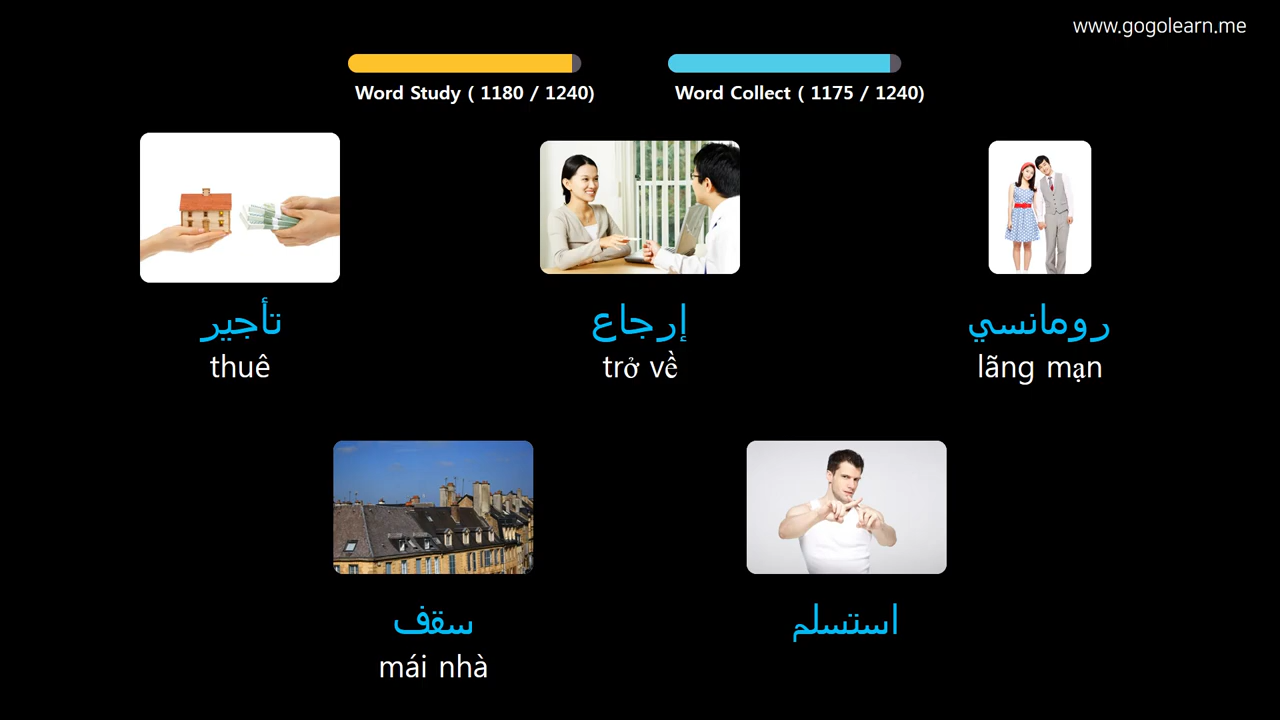 www.gogolearn.me
Word Study ( 1180 / 1240)
Word Collect ( 1175 / 1240)
تأجير
thuê
إرجاع
trở về
رومانسي
lãng mạn
سقف
mái nhà
استسلم